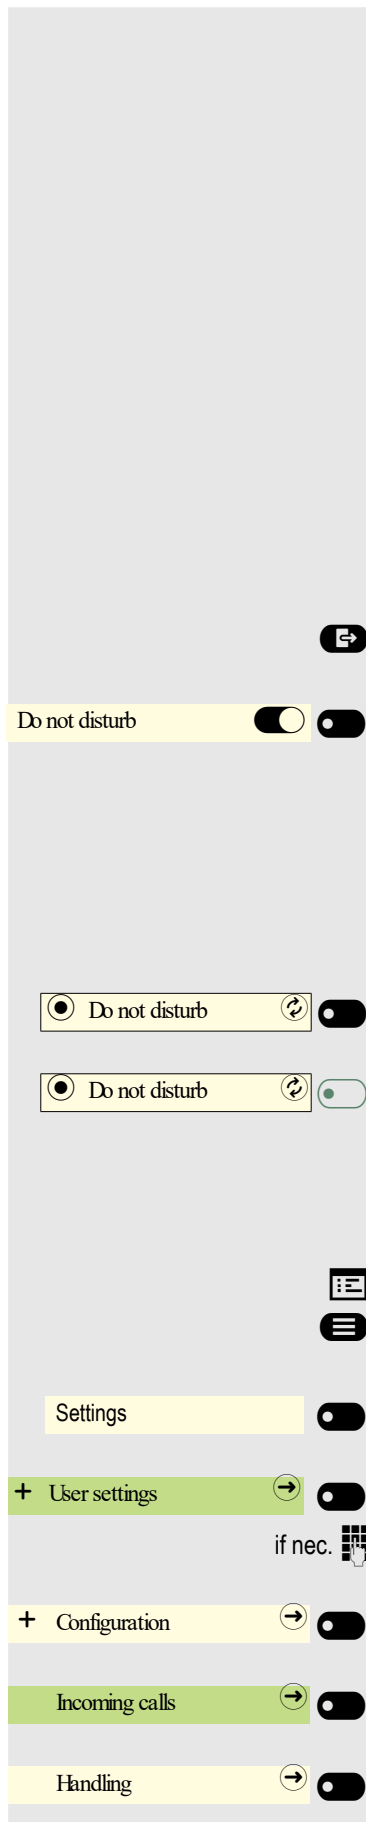 Do not disturb
Do not disturb
Do not disturb
Settings
+ User settings
if nec.
+ Configuration
Incoming calls
Handling